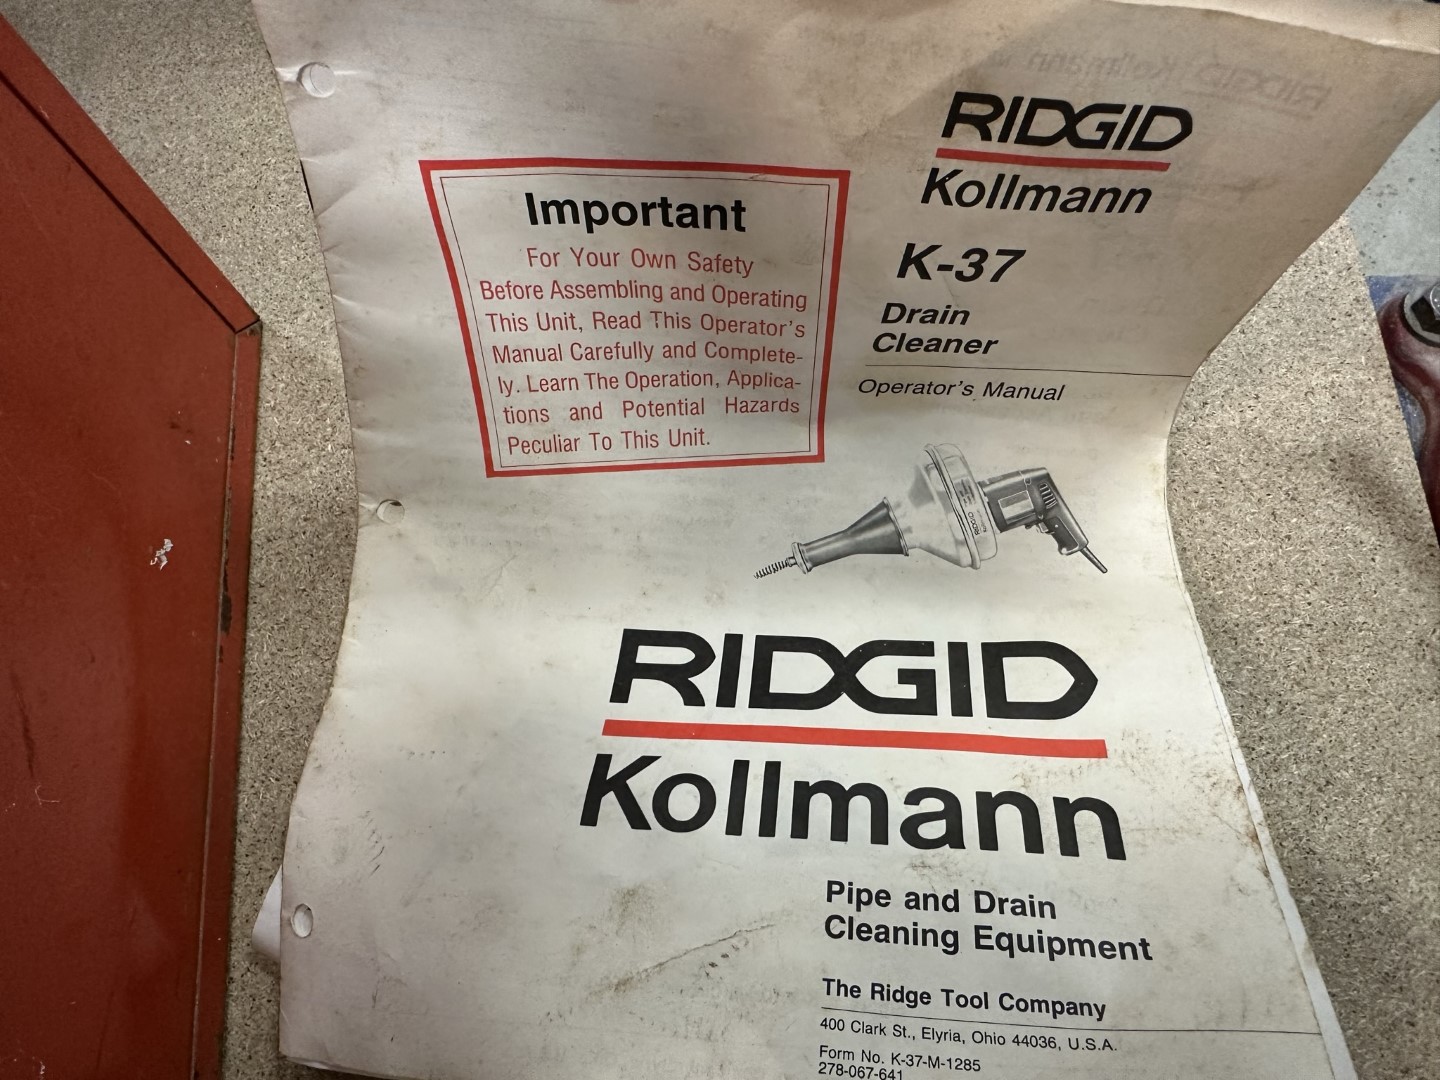 Important
For Your Own Safety
Before Assembling and Operating
This Unit, Read This Operator's
Manual Carefully and Complete-
ly. Learn The Operation, Applica-
tions and Potential Hazards
Peculiar To This Unit.
RIDGID
Kollmann
K-37
Drain
Cleaner
Operator's Manual
RIDGID
RIDGID
Kollmann
Pipe and Drain
Cleaning Equipment
The Ridge Tool Company
400 Clark St., Elyria, Ohio 44036, U.S.A.
Form No. K-37-M-1285
278-067-641